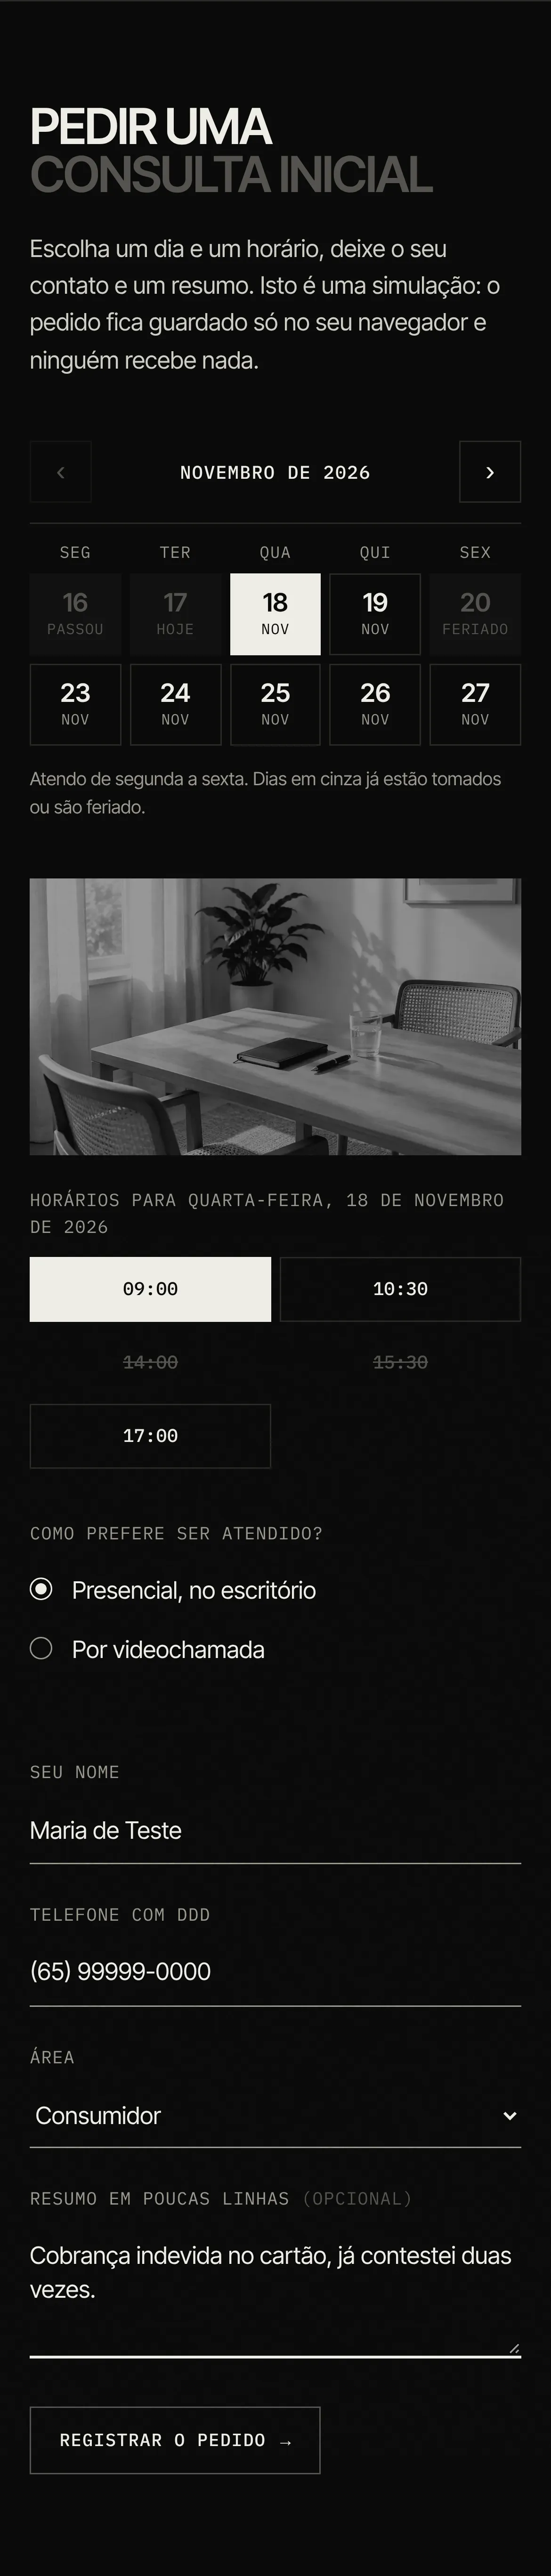 PEDIR UMA
CONSULTA INICIAL
Escolha um dia e um horário, deixe o seu
contato e um resumo. Isto é uma simulação: o
pedido fica guardado só no seu navegador e
ninguém recebe nada.
‹ NOVEMBRO DE 2026 ›
SEG TER QUA QUI SEX
16 17 18 19 20
PASSOU HOJE NOV NOV FERIADO
23 24 25 26 27
NOV NOV NOV NOV NOV
Atendo de segunda a sexta. Dias em cinza já estão tomados
ou são feriado.
HORÁRIOS PARA QUARTA-FEIRA, 18 DE NOVEMBRO
DE 2026
09:00 10:30
14:00 15:30
17:00
COMO PREFERE SER ATENDIDO?
Presencial, no escritório
Por videochamada
SEU NOME
Maria de Teste
TELEFONE COM DDD
(65) 99999-0000
ÁREA
Consumidor
RESUMO EM POUCAS LINHAS (OPCIONAL)
Cobrança indevida no cartão, já contestei duas
vezes.
REGISTRAR O PEDIDO →